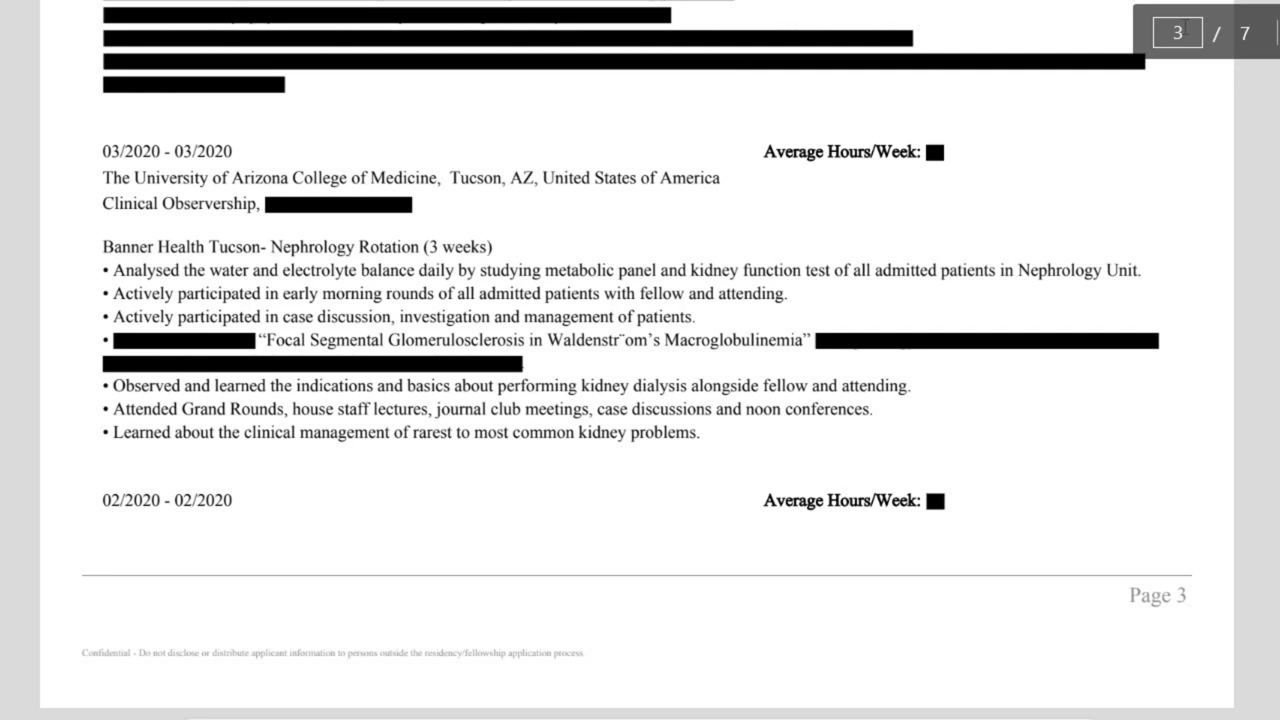 3 / 7
03/2020 - 03/2020 Average Hours/Week:
The University of Arizona College of Medicine, Tucson, AZ, United States of America
Clinical Observership,
Banner Health Tucson- Nephrology Rotation (3 weeks)
• Analysed the water and electrolyte balance daily by studying metabolic panel and kidney function test of all admitted patients in Nephrology Unit.
• Actively participated in early morning rounds of all admitted patients with fellow and attending.
• Actively participated in case discussion, investigation and management of patients.
• “Focal Segmental Glomerulosclerosis in Waldenstr¨om’s Macroglobulinemia”
• Observed and learned the indications and basics about performing kidney dialysis alongside fellow and attending.
• Attended Grand Rounds, house staff lectures, journal club meetings, case discussions and noon conferences.
• Learned about the clinical management of rarest to most common kidney problems.
02/2020 - 02/2020 Average Hours/Week:
Page 3
Confidential - Do not disclose or distribute applicant information to persons outside the residency/fellowship application process.